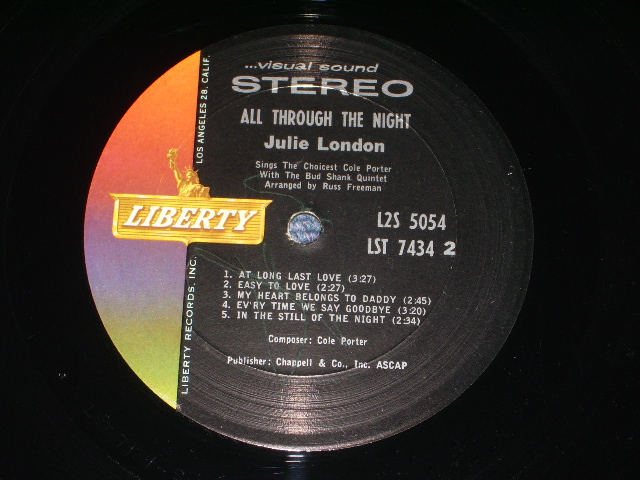 ...visual sound
STEREO
ALL THROUGH THE NIGHT
Julie London
Sings The Choicest Cole Porter
With The Bud Shank Quintet
Arranged by Russ Freeman
LIBERTY
L2S 5054
LST 7434 2
1. AT LONG LAST LOVE (3:27)
2. EASY TO LOVE (2:27)
3. MY HEART BELONGS TO DADDY (2:45)
4. EV'RY TIME WE SAY GOODBYE (3:20)
5. IN THE STILL OF THE NIGHT (2:34)
Composer: Cole Porter
Publisher: Chappell & Co., Inc. ASCAP
LIBERTY RECORDS, INC.
LOS ANGELES 28, CALIF.